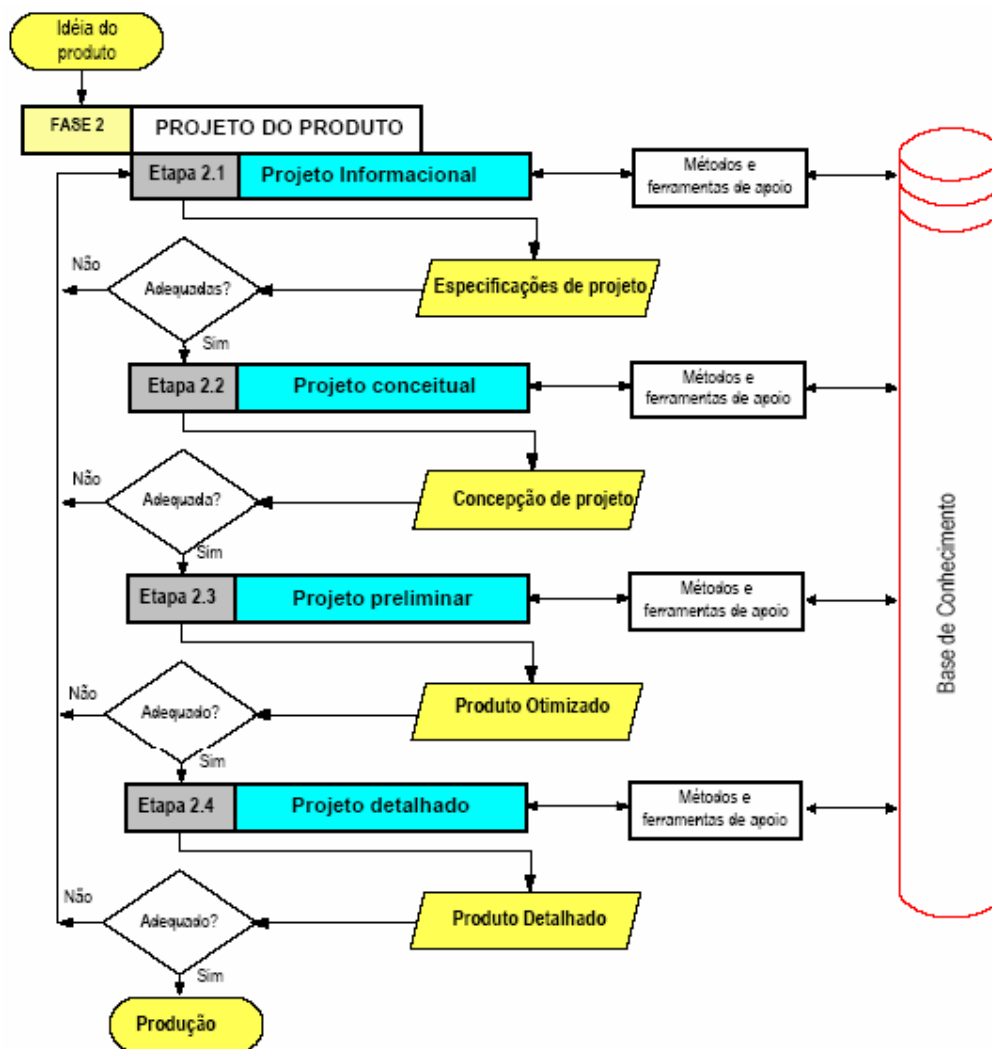 Idéia do
produto
FASE 2
PROJETO DO PRODUTO
Etapa 2.1
Projeto Informacional
Métodos e
ferramentas de apoio
Não
Adequadas?
Especificações de projeto
Sim
Etapa 2.2
Projeto conceitual
Métodos e
ferramentas de apoio
Não
Adequada?
Concepção de projeto
Sim
Etapa 2.3
Projeto preliminar
Métodos e
ferramentas de apoio
Não
Adequado?
Produto Otimizado
Sim
Etapa 2.4
Projeto detalhado
Métodos e
ferramentas de apoio
Não
Adequado?
Produto Detalhado
Sim
Produção
Base de Conhecimento